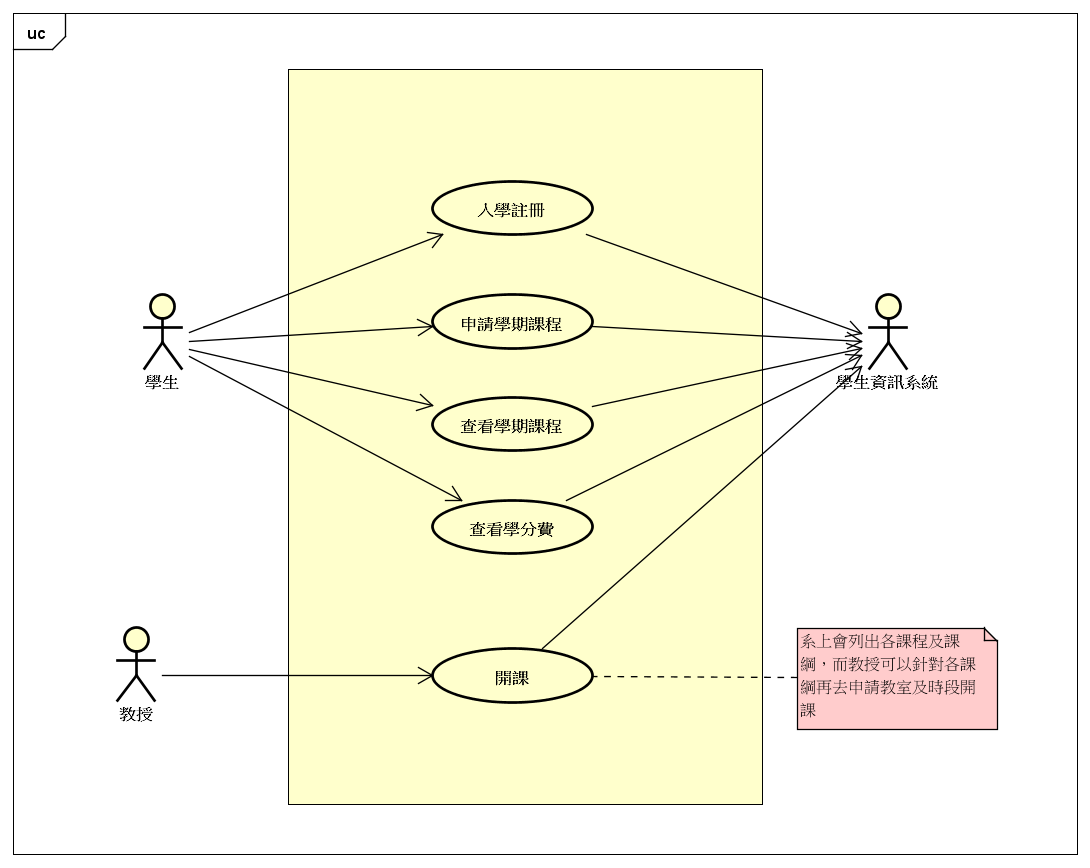 uc
入學註冊
申請學期課程
學生
學生資訊系統
查看學期課程
查看學分費
系上會列出各課程及課
綱，而教授可以針對各課
綱再去申請教室及時段開
課
開課
教授